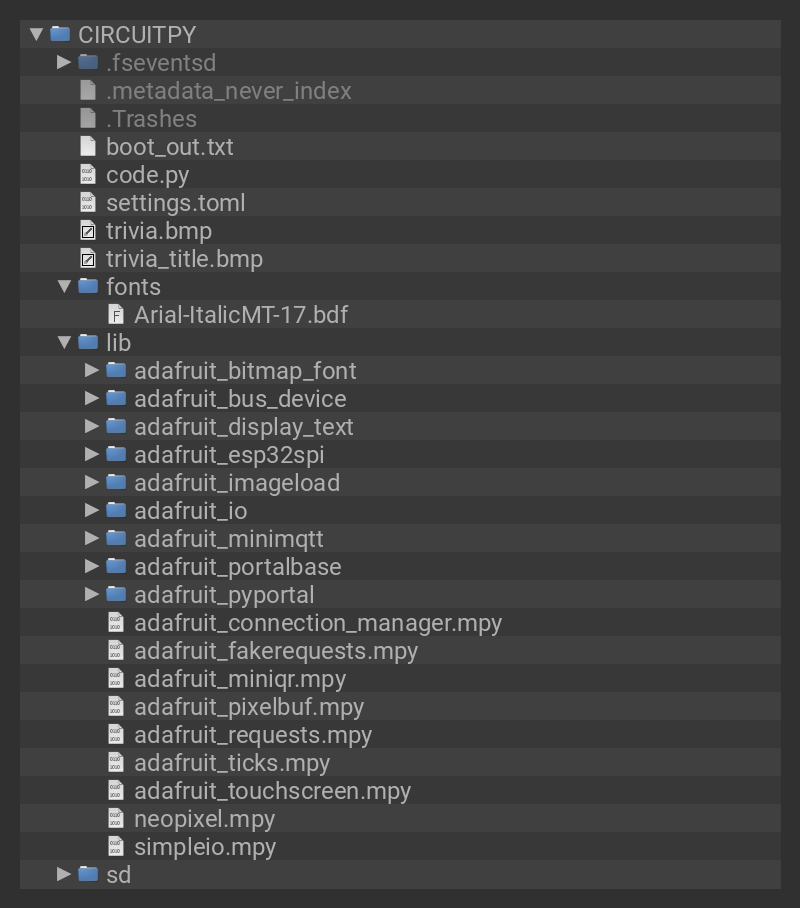 CIRCUITPY
.fseventsd
.metadata_never_index
.Trashes
boot_out.txt
code.py
settings.toml
trivia.bmp
trivia_title.bmp
fonts
Arial-ItalicMT-17.bdf
lib
adafruit_bitmap_font
adafruit_bus_device
adafruit_display_text
adafruit_esp32spi
adafruit_imageload
adafruit_io
adafruit_minimqtt
adafruit_portalbase
adafruit_pyportal
adafruit_connection_manager.mpy
adafruit_fakerequests.mpy
adafruit_miniqr.mpy
adafruit_pixelbuf.mpy
adafruit_requests.mpy
adafruit_ticks.mpy
adafruit_touchscreen.mpy
neopixel.mpy
simpleio.mpy
sd